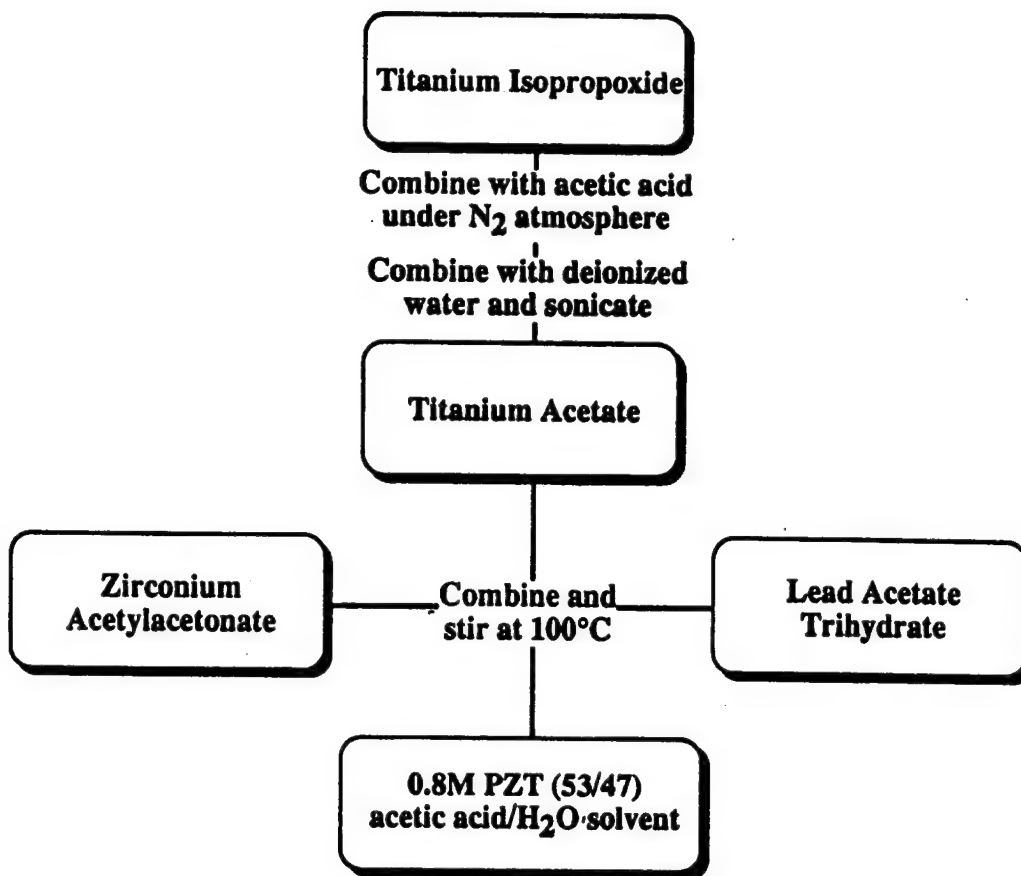 Titanium Isopropoxide
Combine with acetic acid
under N2 atmosphere
Combine with deionized
water and sonicate
Titanium Acetate
Zirconium
Acetylacetonate
Combine and
stir at 100°C
Lead Acetate
Trihydrate
0.8M PZT (53/47)
acetic acid/H2O solvent